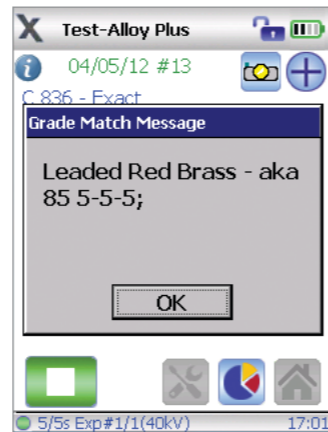 X Test-Alloy Plus
i 04/05/12 #13
C 836 - Exact
Grade Match Message
Leaded Red Brass - aka
85 5-5-5;
OK
5/5s Exp#1/1(40kV) 17:01